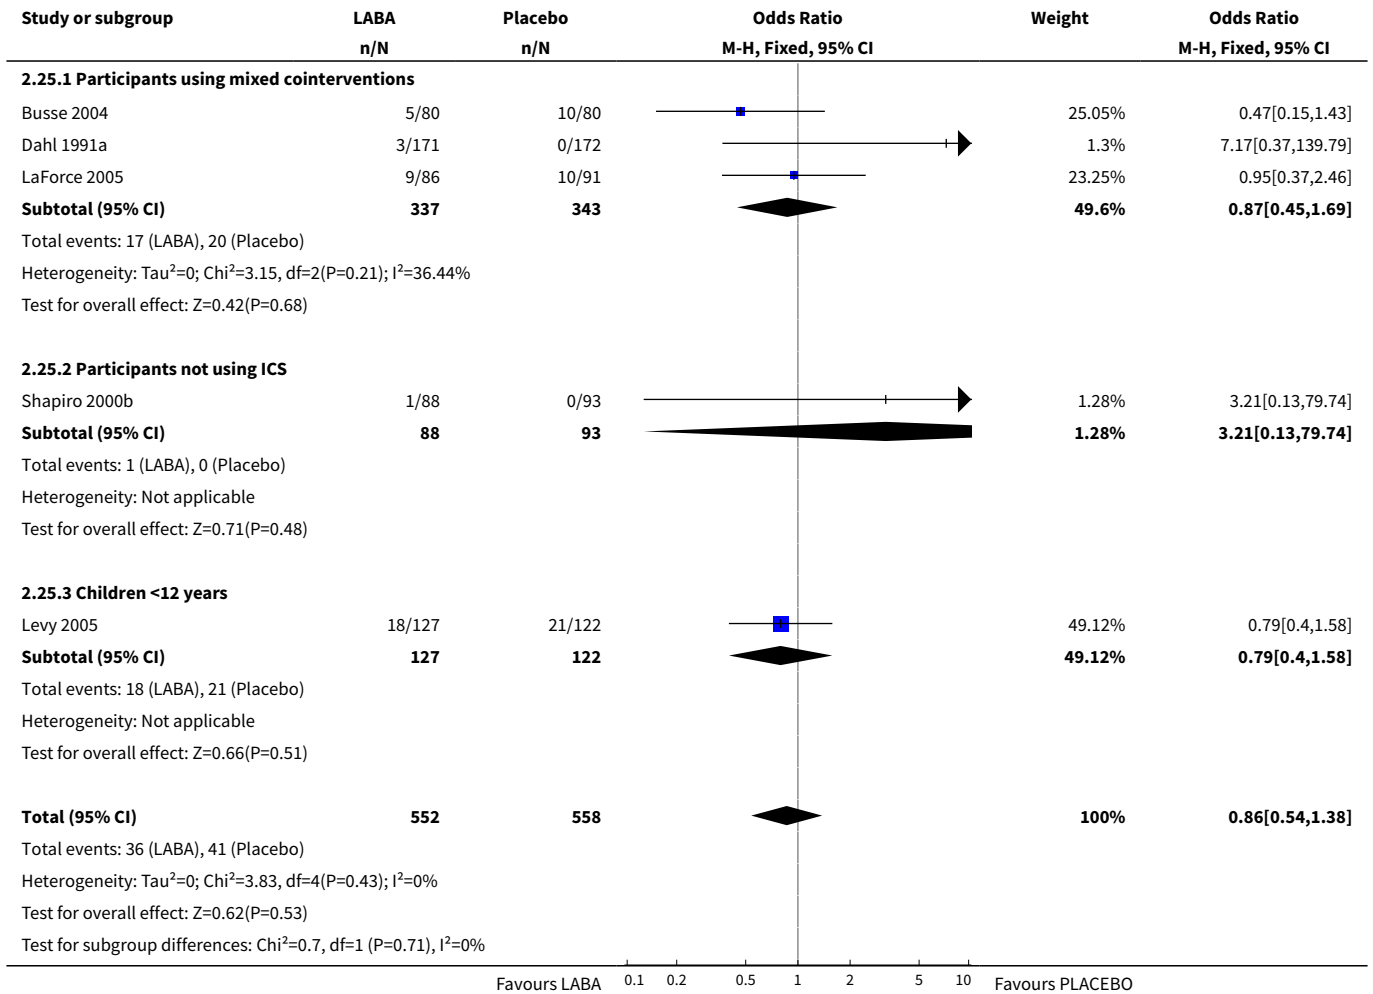 Study or subgroup LABA Placebo Odds Ratio Weight Odds Ratio
n/N n/N M-H, Fixed, 95% CI M-H, Fixed, 95% CI
2.25.1 Participants using mixed cointerventions
Busse 2004 5/80 10/80 25.05% 0.47[0.15,1.43]
Dahl 1991a 3/171 0/172 1.3% 7.17[0.37,139.79]
LaForce 2005 9/86 10/91 23.25% 0.95[0.37,2.46]
Subtotal (95% CI) 337 343 49.6% 0.87[0.45,1.69]
Total events: 17 (LABA), 20 (Placebo)
Heterogeneity: Tau²=0; Chi²=3.15, df=2(P=0.21); I²=36.44%
Test for overall effect: Z=0.42(P=0.68)
2.25.2 Participants not using ICS
Shapiro 2000b 1/88 0/93 1.28% 3.21[0.13,79.74]
Subtotal (95% CI) 88 93 1.28% 3.21[0.13,79.74]
Total events: 1 (LABA), 0 (Placebo)
Heterogeneity: Not applicable
Test for overall effect: Z=0.71(P=0.48)
2.25.3 Children <12 years
Levy 2005 18/127 21/122 49.12% 0.79[0.4,1.58]
Subtotal (95% CI) 127 122 49.12% 0.79[0.4,1.58]
Total events: 18 (LABA), 21 (Placebo)
Heterogeneity: Not applicable
Test for overall effect: Z=0.66(P=0.51)
Total (95% CI) 552 558 100% 0.86[0.54,1.38]
Total events: 36 (LABA), 41 (Placebo)
Heterogeneity: Tau²=0; Chi²=3.83, df=4(P=0.43); I²=0%
Test for overall effect: Z=0.62(P=0.53)
Test for subgroup differences: Chi²=0.7, df=1 (P=0.71), I²=0%
Favours LABA 0.1 0.2 0.5 1 2 5 10 Favours PLACEBO